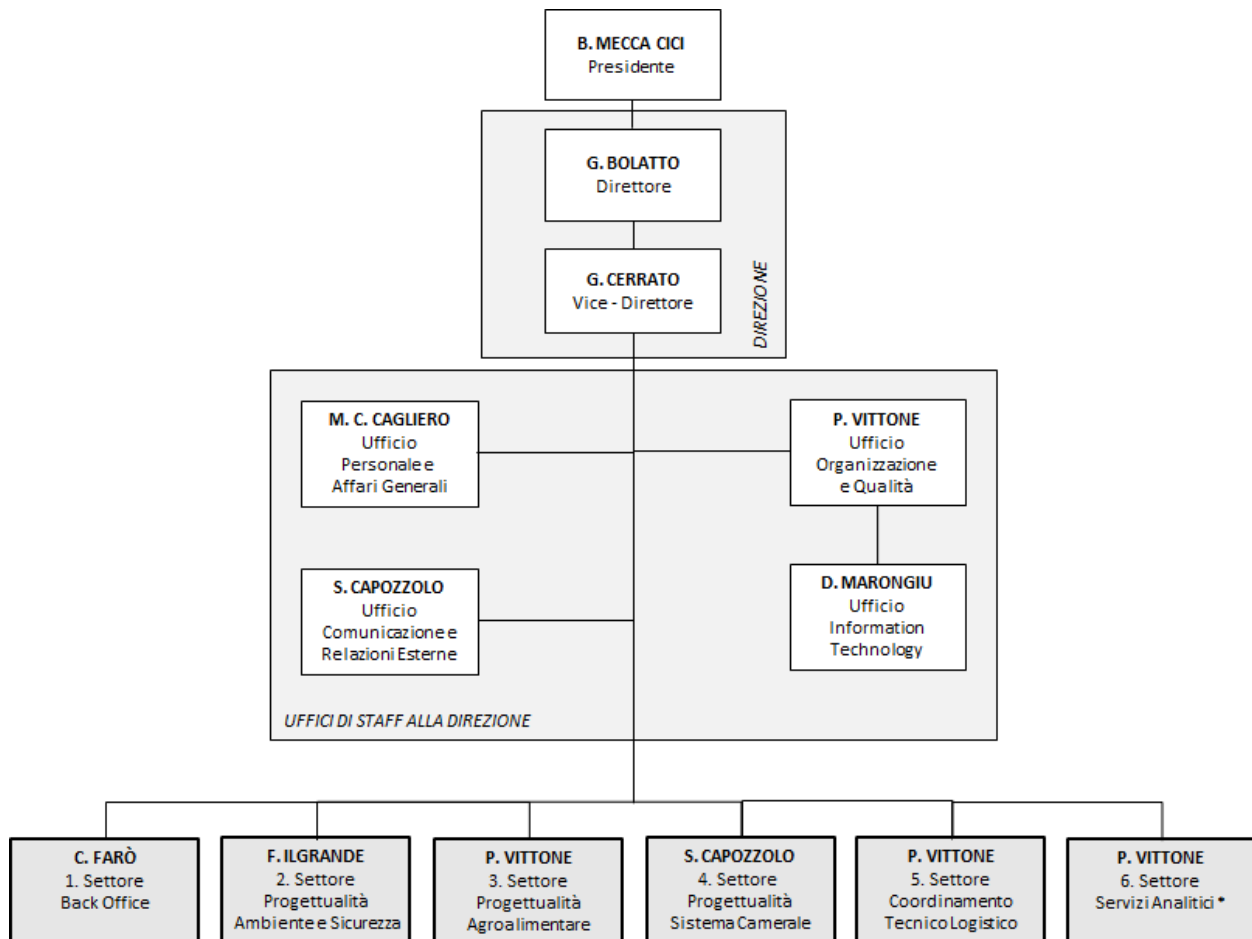 B. MECCA CICI
Presidente
G. BOLATTO
Direttore
G. CERRATO
Vice - Direttore
DIREZIONE
M. C. CAGLIERO
Ufficio
Personale e
Affari Generali
P. VITTONE
Ufficio
Organizzazione
e Qualità
S. CAPOZZOLO
Ufficio
Comunicazione e
Relazioni Esterne
D. MARONGIU
Ufficio
Information
Technology
UFFICI DI STAFF ALLA DIREZIONE
C. FARÒ
1. Settore
Back Office
F. ILGRANDE
2. Settore
Progettualità
Ambiente e Sicurezza
P. VITTONE
3. Settore
Progettualità
Agroalimentare
S. CAPOZZOLO
4. Settore
Progettualità
Sistema Camerale
P. VITTONE
5. Settore
Coordinamento
Tecnico Logistico
P. VITTONE
6. Settore
Servizi Analitici *